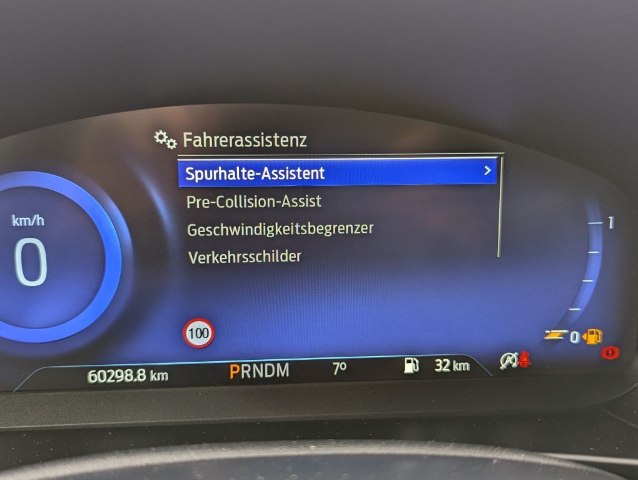 Fahrerassistenz
Spurhalte-Assistent
Pre-Collision-Assist
Geschwindigkeitsbegrenzer
Verkehrsschilder
km/h
0
1
100
0
60298.8 km
PRNDM
7°
32 km